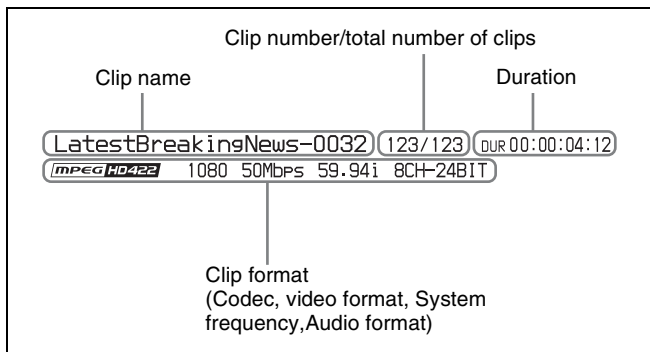 Clip number/total number of clips
Clip name
Duration
LatestBreakingNews-0032 123/123 DUR 00:00:04:12
MPEG HD422 1080 50Mbps 59.94i 8CH-24BIT
Clip format
(Codec, video format, System
frequency,Audio format)